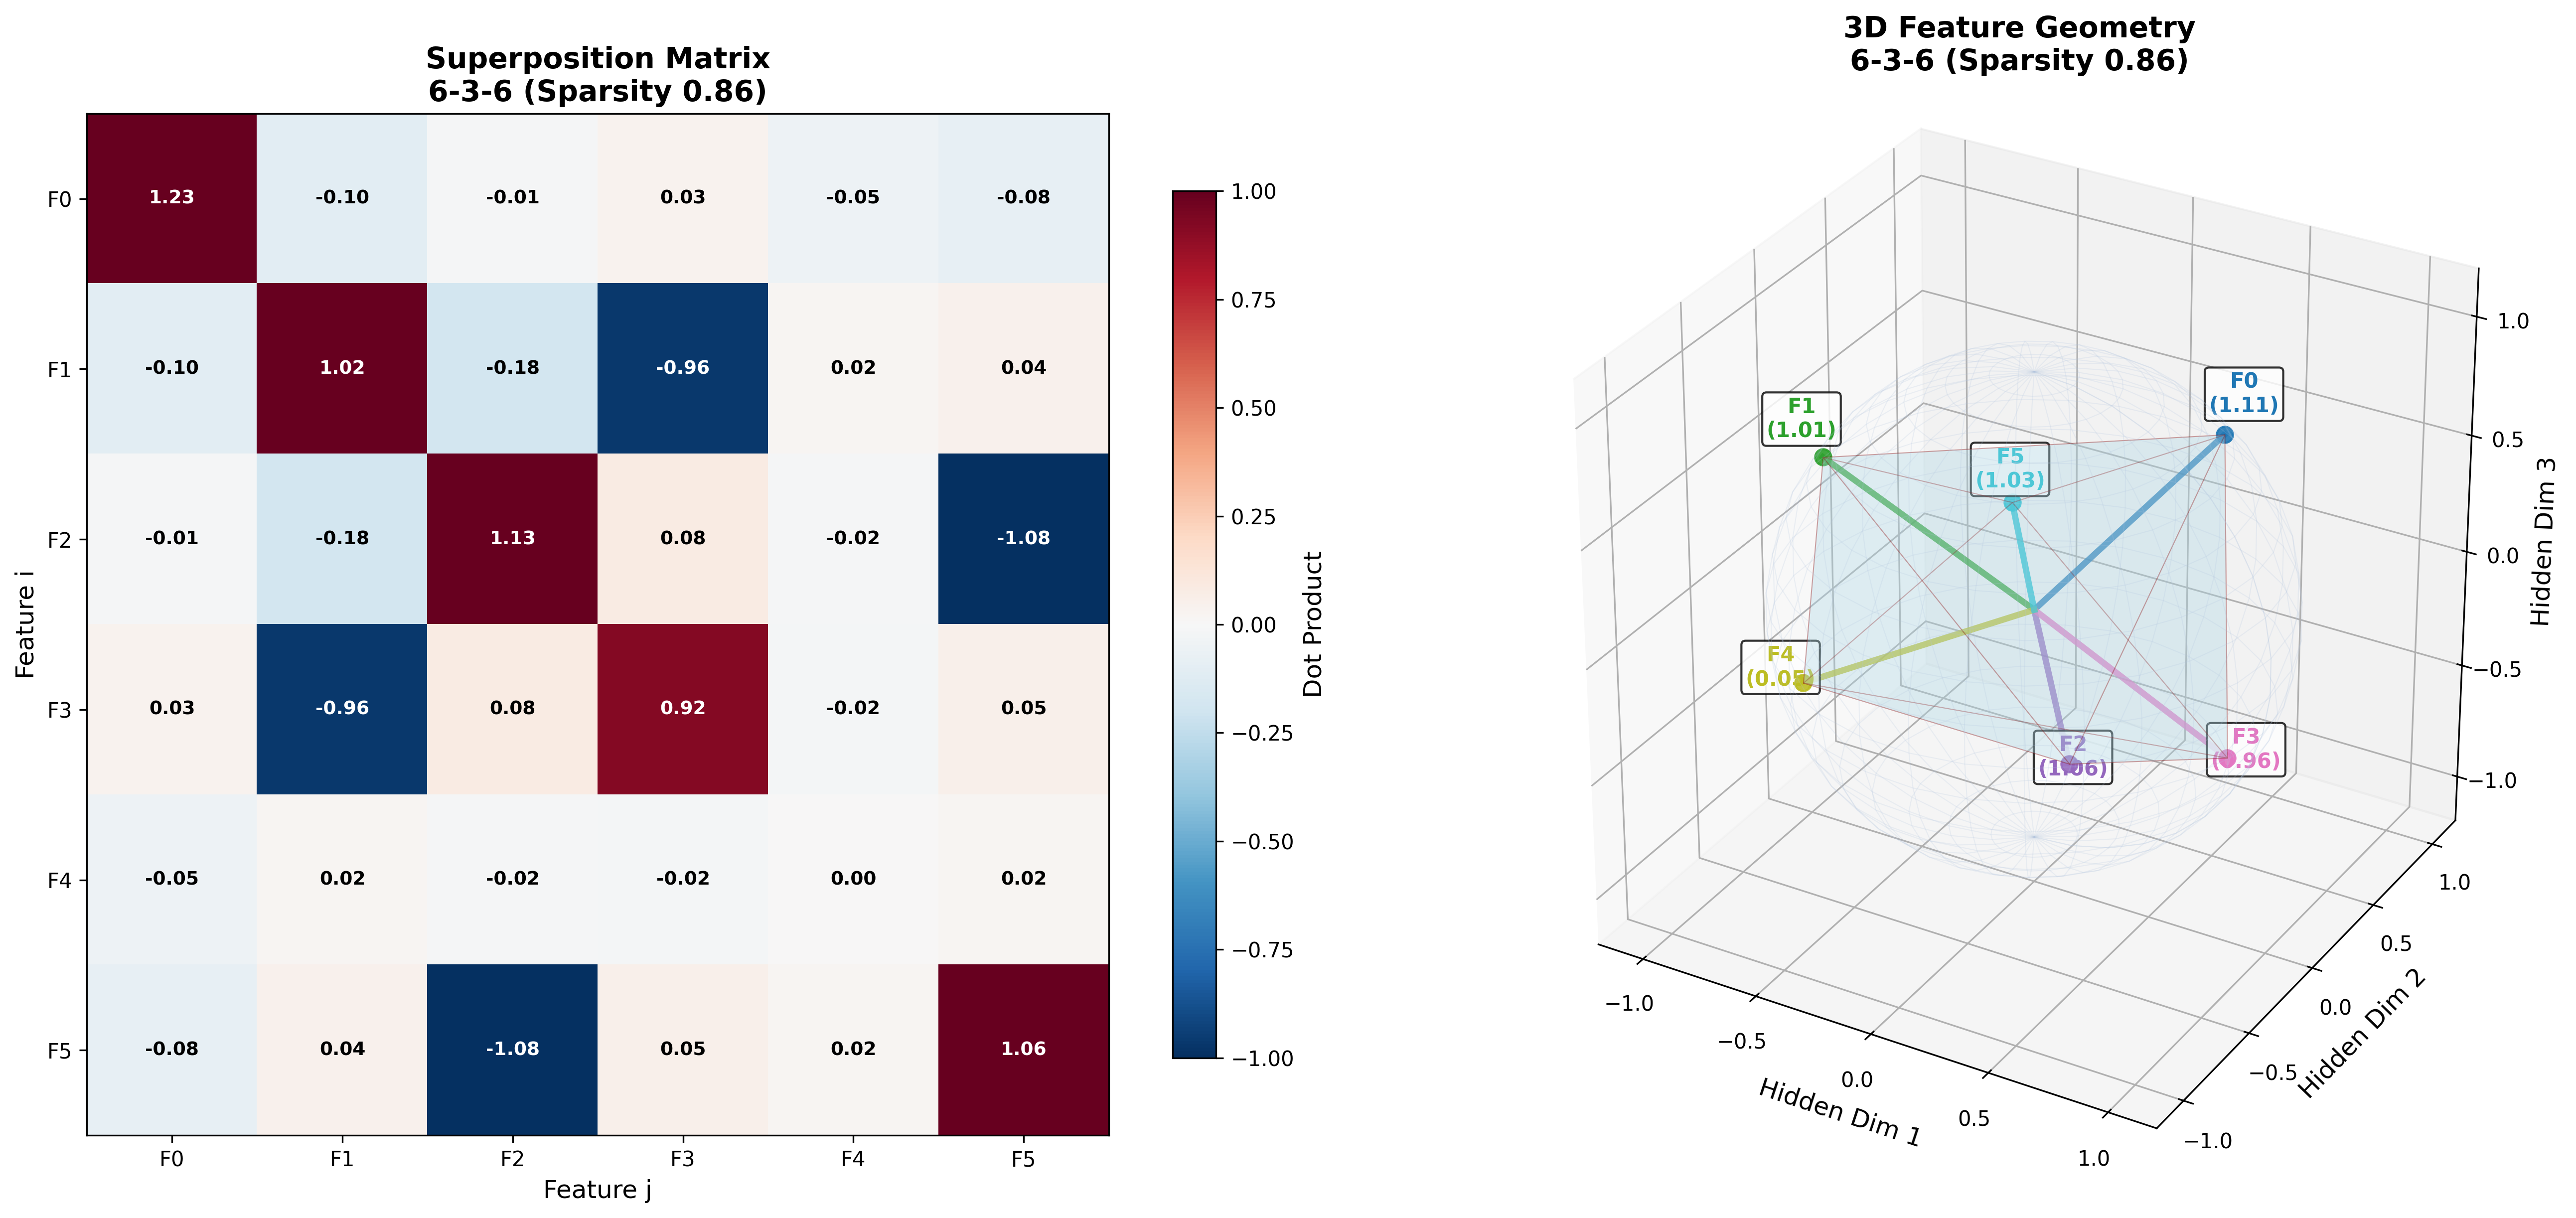 Superposition Matrix
6-3-6 (Sparsity 0.86)
F0 1.23 -0.10 -0.01 0.03 -0.05 -0.08
F1 -0.10 1.02 -0.18 -0.96 0.02 0.04
F2 -0.01 -0.18 1.13 0.08 -0.02 -1.08
F3 0.03 -0.96 0.08 0.92 -0.02 0.05
F4 -0.05 0.02 -0.02 -0.02 0.00 0.02
F5 -0.08 0.04 -1.08 0.05 0.02 1.06
F0 F1 F2 F3 F4 F5
Feature j
Feature i
1.00
0.75
0.50
0.25
0.00
−0.25
−0.50
−0.75
−1.00
Dot Product
3D Feature Geometry
6-3-6 (Sparsity 0.86)
F0
(1.11)
F1
(1.01)
F5
(1.03)
F4
(0.05)
F2
(1.06)
F3
(0.96)
1.0
0.5
0.0
−0.5
−1.0
Hidden Dim 3
1.0
0.5
0.0
−0.5
−1.0
Hidden Dim 2
−1.0
−0.5
0.0
0.5
1.0
Hidden Dim 1